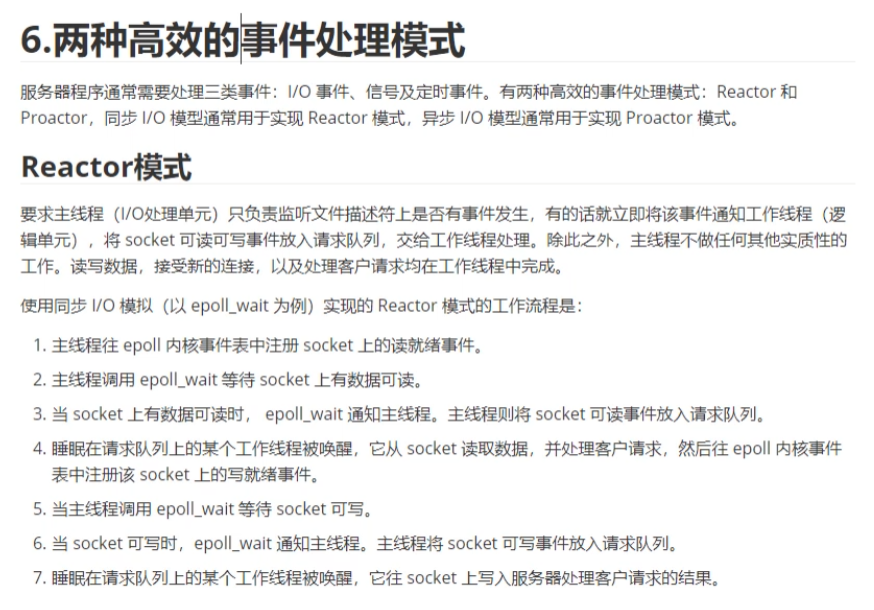 6.两种高效的事件处理模式
服务器程序通常需要处理三类事件：I/O 事件、信号及定时事件。有两种高效的事件处理模式：Reactor 和
Proactor，同步 I/O 模型通常用于实现 Reactor 模式，异步 I/O 模型通常用于实现 Proactor 模式。
Reactor模式
要求主线程（I/O处理单元）只负责监听文件描述符上是否有事件发生，有的话就立即将该事件通知工作线程（逻
辑单元），将 socket 可读可写事件放入请求队列，交给工作线程处理。除此之外，主线程不做任何其他实质性的
工作。读写数据，接受新的连接，以及处理客户请求均在工作线程中完成。
使用同步 I/O 模拟（以 epoll_wait 为例）实现的 Reactor 模式的工作流程是：
1. 主线程往 epoll 内核事件表中注册 socket 上的读就绪事件。
2. 主线程调用 epoll_wait 等待 socket 上有数据可读。
3. 当 socket 上有数据可读时， epoll_wait 通知主线程。主线程则将 socket 可读事件放入请求队列。
4. 睡眠在请求队列上的某个工作线程被唤醒，它从 socket 读取数据，并处理客户请求，然后往 epoll 内核事件
表中注册该 socket 上的写就绪事件。
5. 当主线程调用 epoll_wait 等待 socket 可写。
6. 当 socket 可写时，epoll_wait 通知主线程。主线程将 socket 可写事件放入请求队列。
7. 睡眠在请求队列上的某个工作线程被唤醒，它往 socket 上写入服务器处理客户请求的结果。